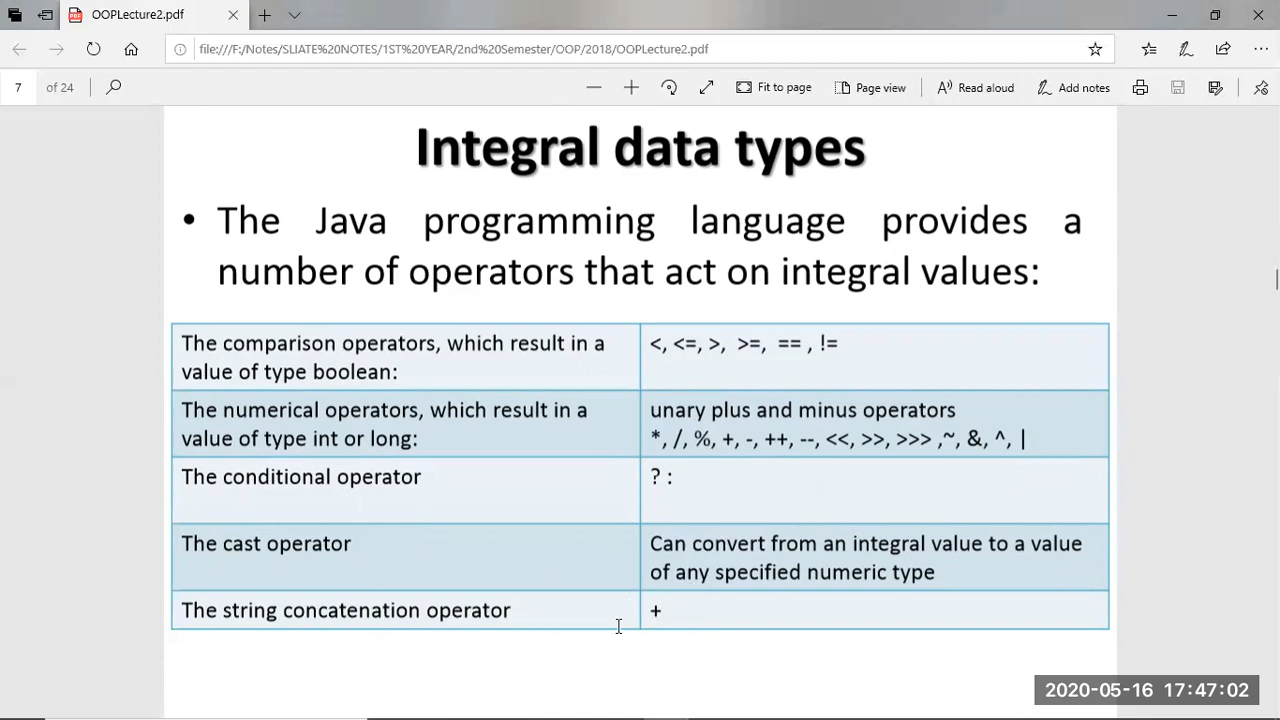 OOPLecture2.pdf
file:///F:/Notes/SLIATE%20NOTES/1ST%20YEAR/2nd%20Semester/OOP/2018/OOPLecture2.pdf
7 of 24 Fit to page Page view Read aloud Add notes
Integral data types
• The Java programming language provides a
number of operators that act on integral values:
The comparison operators, which result in a
value of type boolean:
<, <=, >, >=, == , !=
The numerical operators, which result in a
value of type int or long:
unary plus and minus operators
*, /, %, +, -, ++, --, <<, >>, >>> ,~, &, ^, |
The conditional operator
? :
The cast operator
Can convert from an integral value to a value
of any specified numeric type
The string concatenation operator
+
2020-05-16 17:47:02